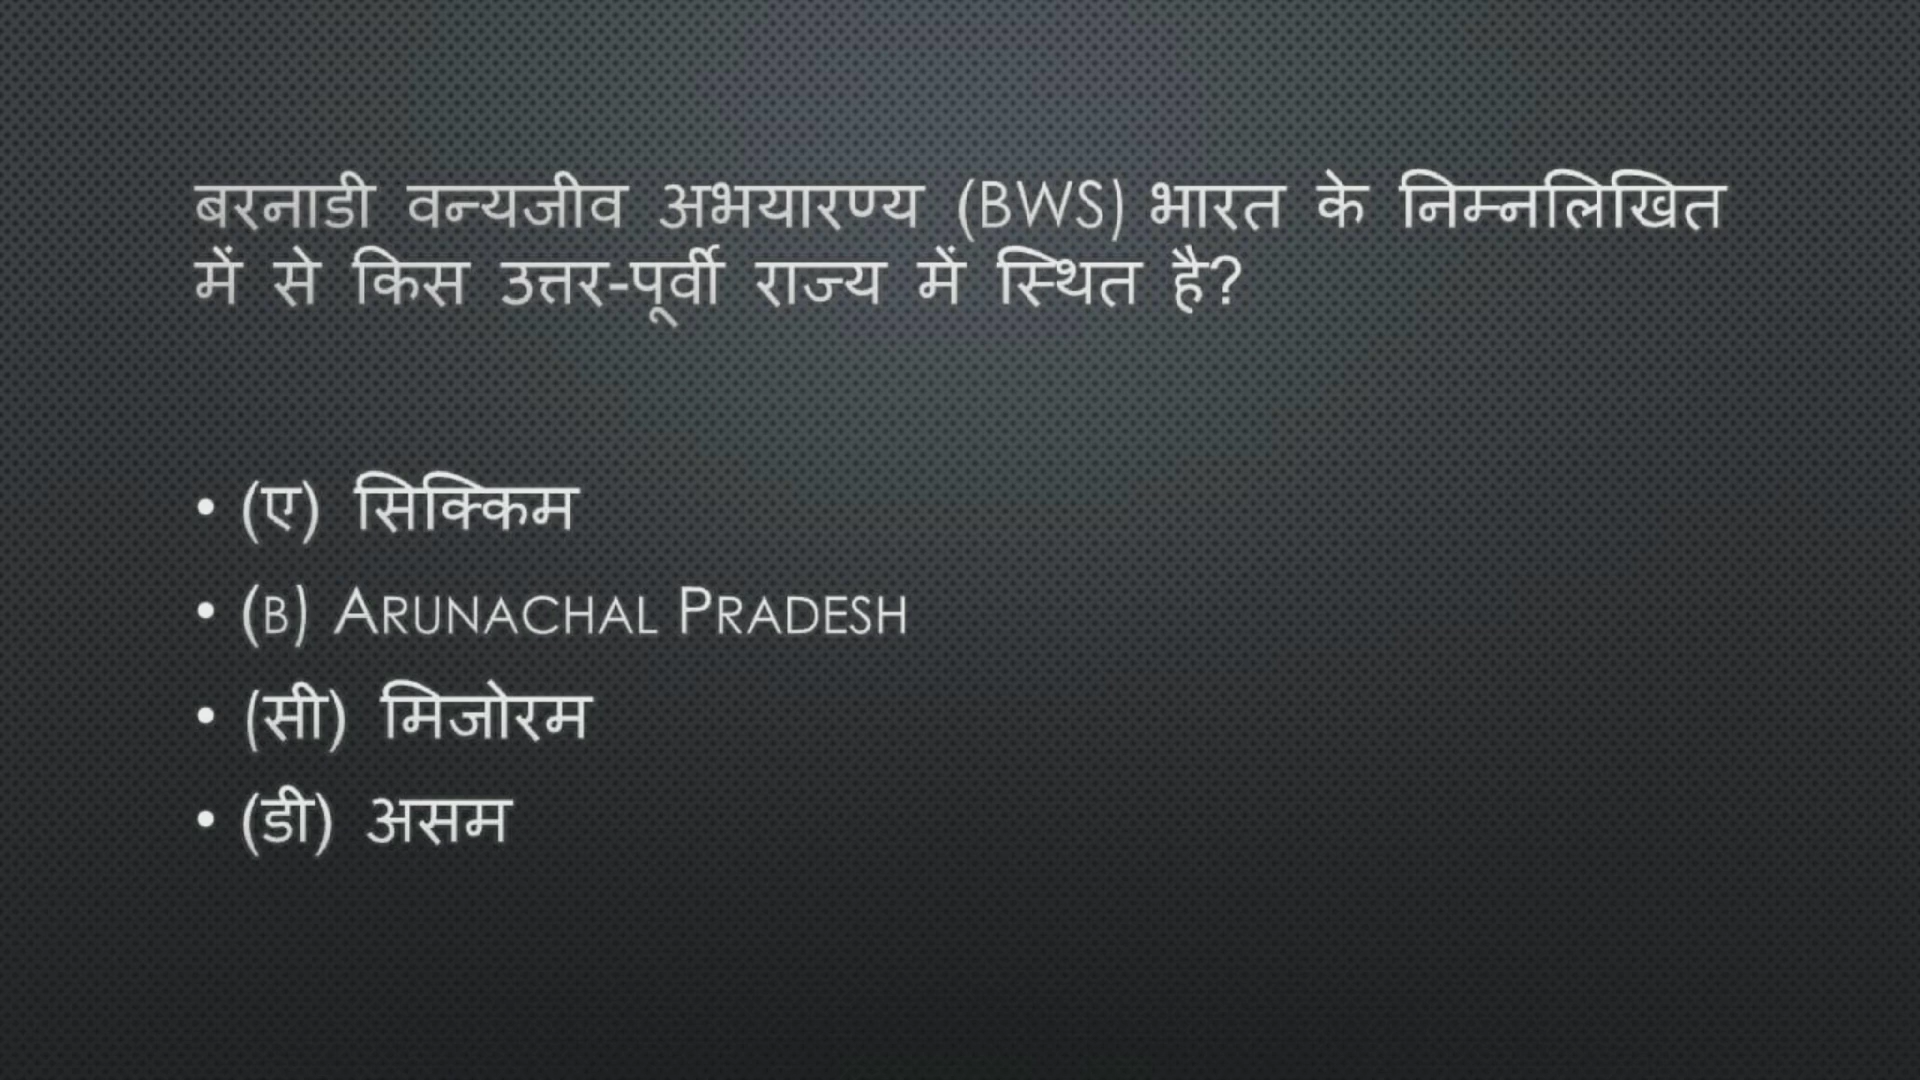 बरनाडी वन्यजीव अभयारण्य (BWS) भारत के निम्नलिखित
में से किस उत्तर-पूर्वी राज्य में स्थित है?
• (ए) सिक्किम
• (B) ARUNACHAL PRADESH
• (सी) मिजोरम
• (डी) असम